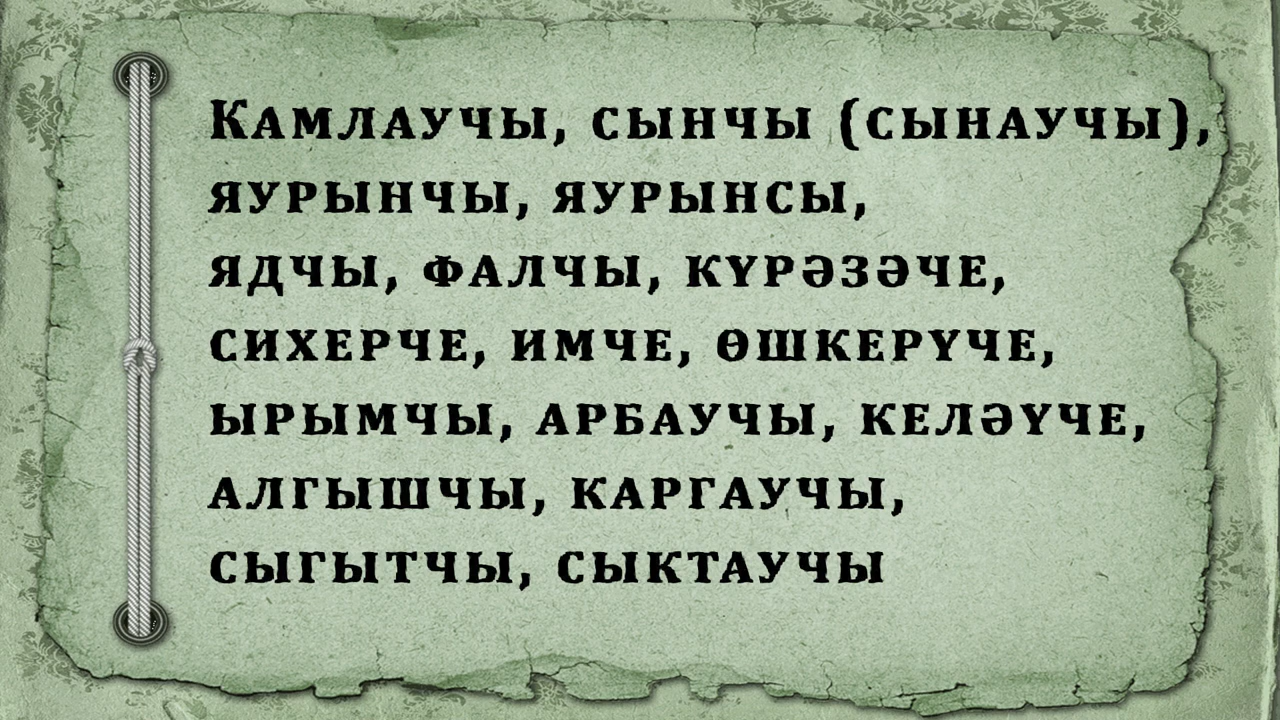 Камлаучы, сынчы (сынаучы),
яурынчы, яурынсы,
ядчы, фалчы, күрәзәче,
сихерче, имче, өшкерүче,
ырымчы, арбаучы, келәүче,
алгышчы, каргаучы,
сыгытчы, сыктаучы